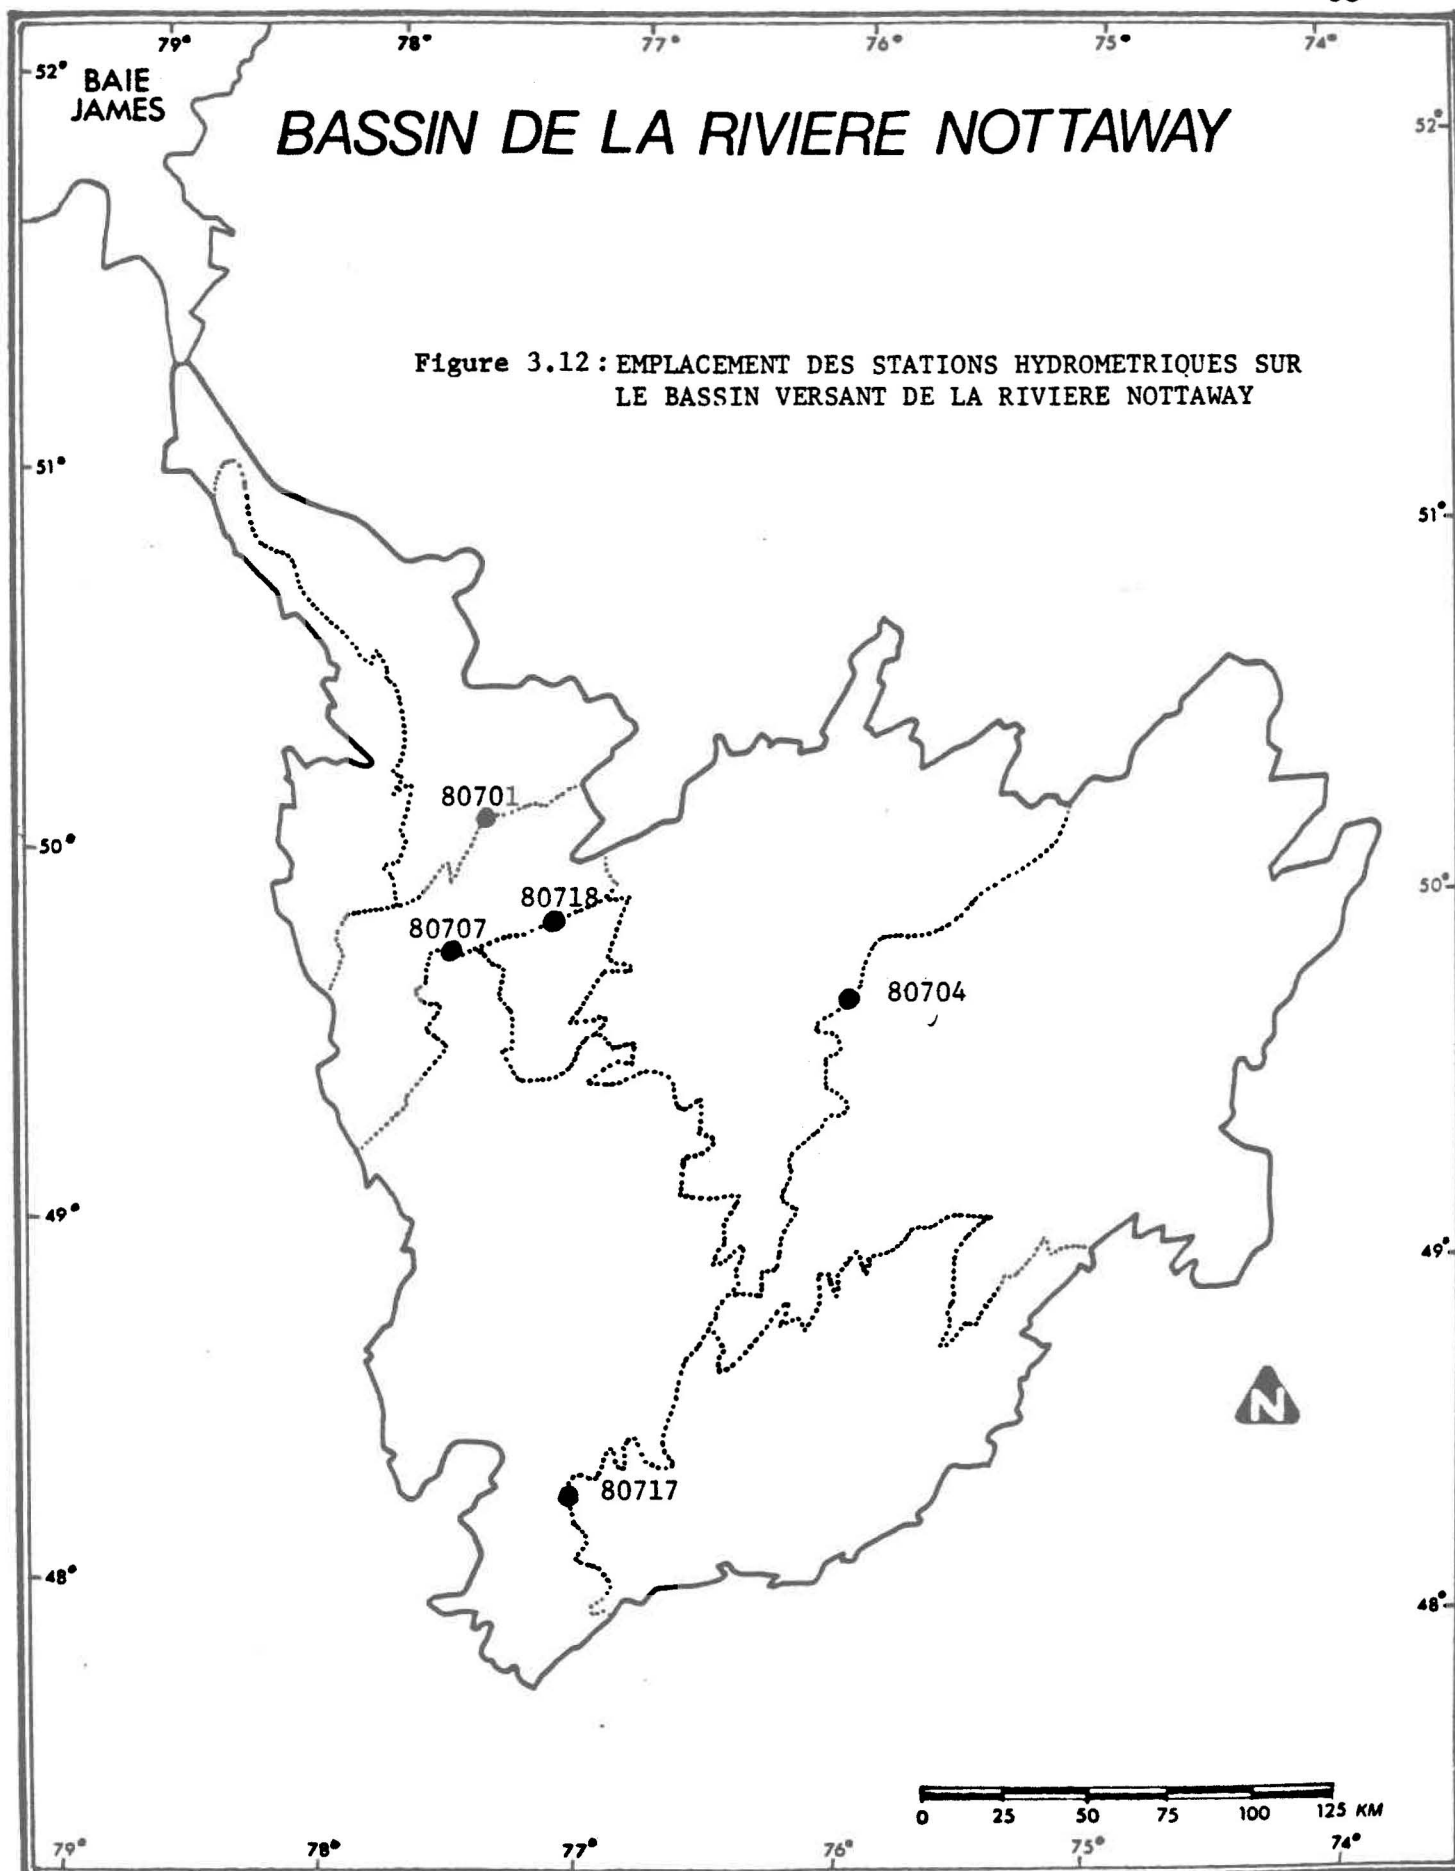 79° 78° 77° 76° 75° 74°
52°
BAIE
JAMES
BASSIN DE LA RIVIERE NOTTAWAY
52°
Figure 3.12 : EMPLACEMENT DES STATIONS HYDROMETRIQUES SUR
LE BASSIN VERSANT DE LA RIVIERE NOTTAWAY
51°
51°
80701
50°
50°
80718
80707
80704
49°
49°
N
80717
48°
48°
0 25 50 75 100 125 KM
79° 78° 77° 76° 75° 74°